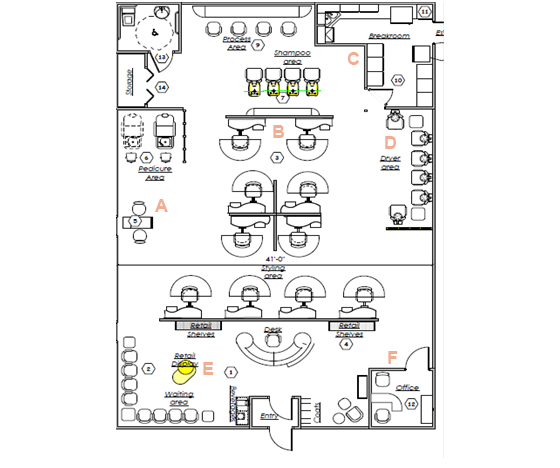 11
Breakroom
Process
Area
9
Shampoo
area
13
C
10
Storage
14
7
B
D
3
Dryer
area
6
Pedicure
Area
A
5
41'-0"
Styling
area
Retail
Shelves
Desk
Retail
Shelves
4
Retail
Display
E
F
2
1
Waiting
area
Office
12
Entry
Coats